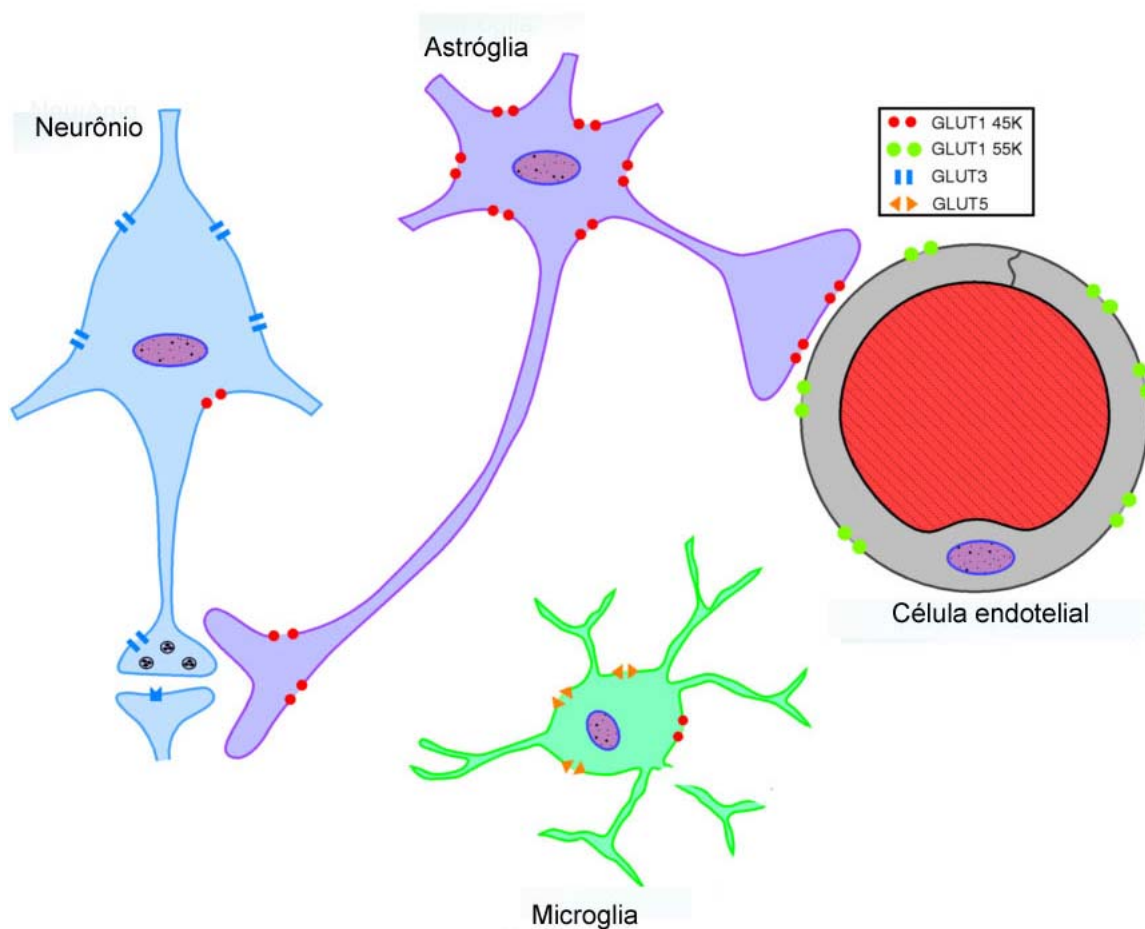 Astróglia
Neurônio
GLUT1 45K
GLUT1 55K
GLUT3
GLUT5
Célula endotelial
Microglia